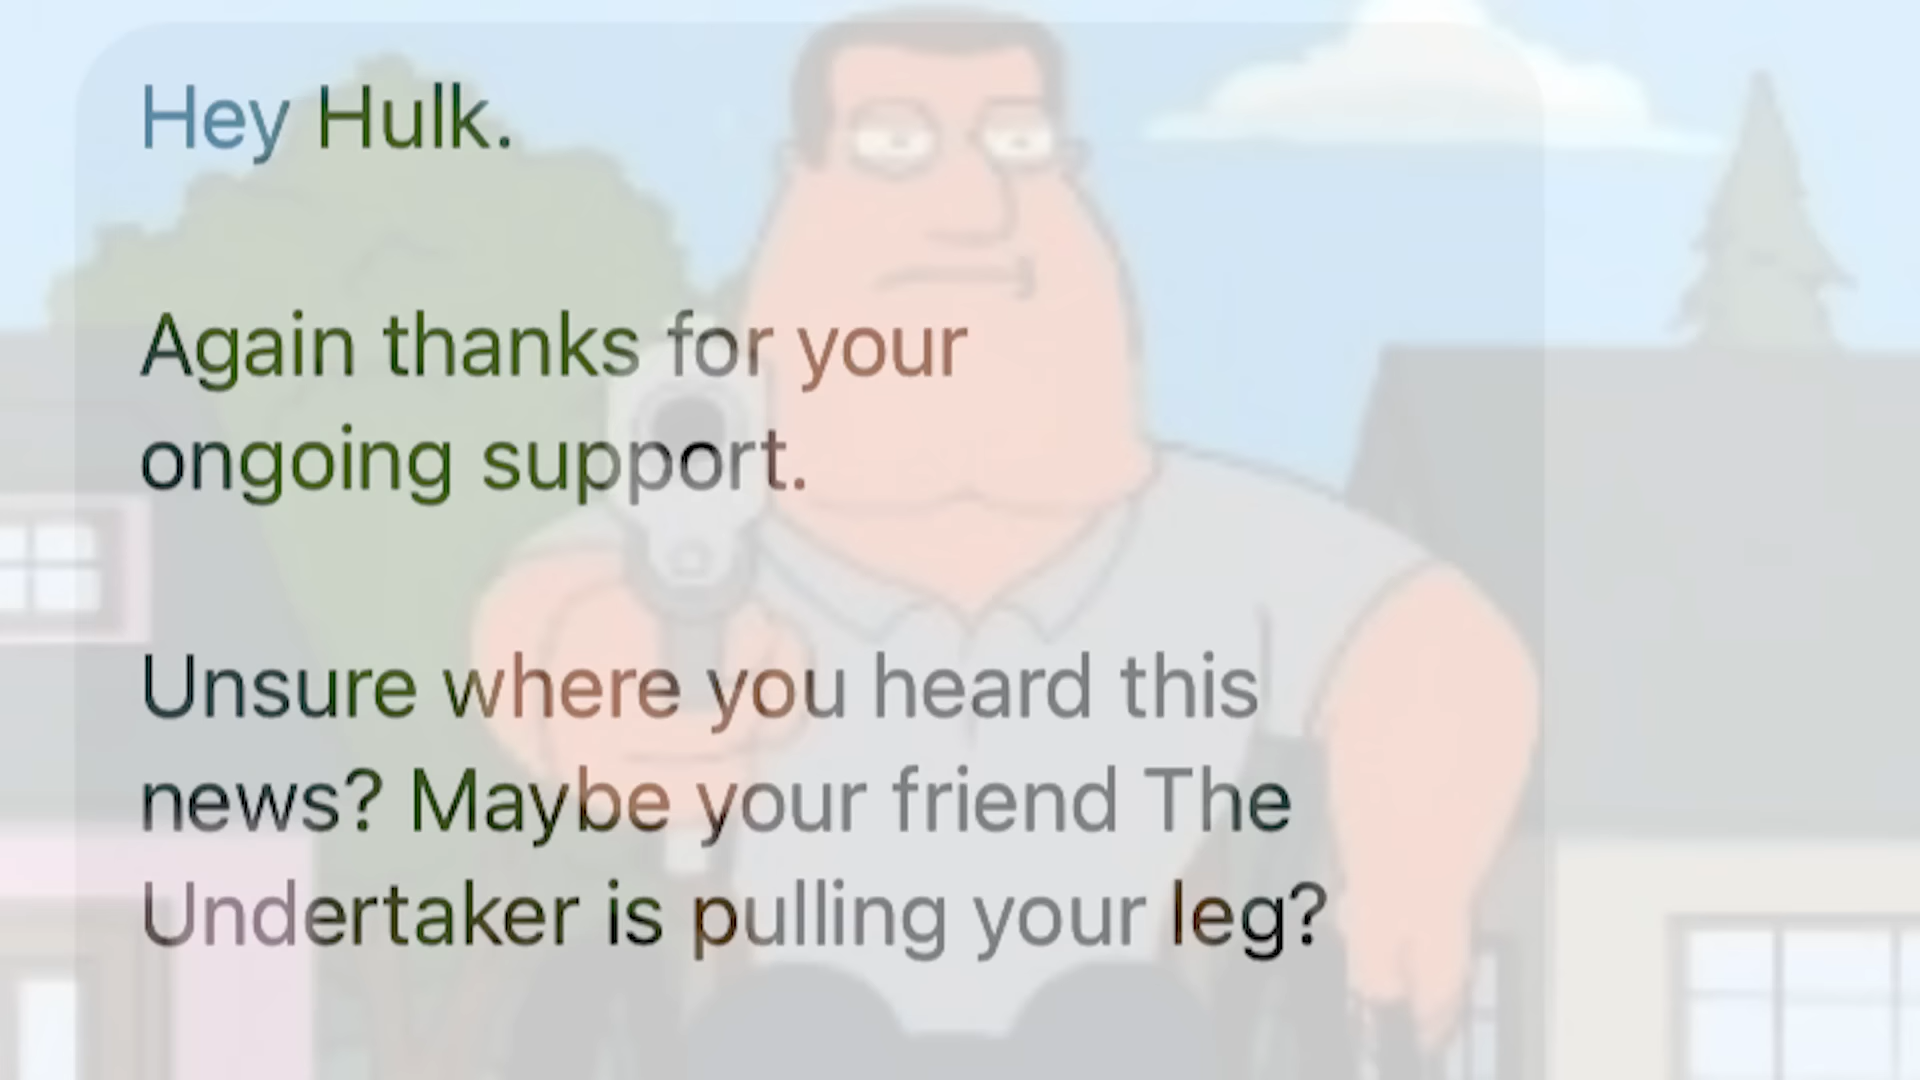 Hey Hulk.
Again thanks for your
ongoing support.
Unsure where you heard this
news? Maybe your friend The
Undertaker is pulling your leg?